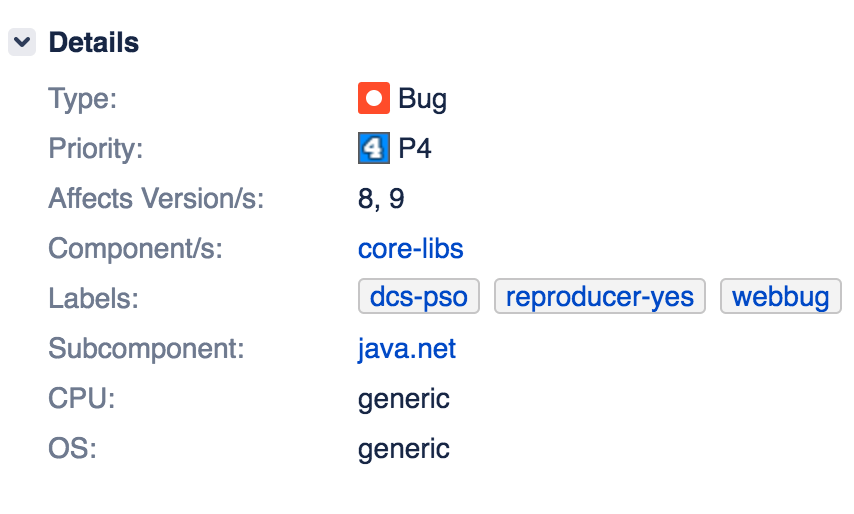 Details
Type: Bug
Priority: 4 P4
Affects Version/s: 8, 9
Component/s: core-libs
Labels: dcs-pso reproducer-yes webbug
Subcomponent: java.net
CPU: generic
OS: generic